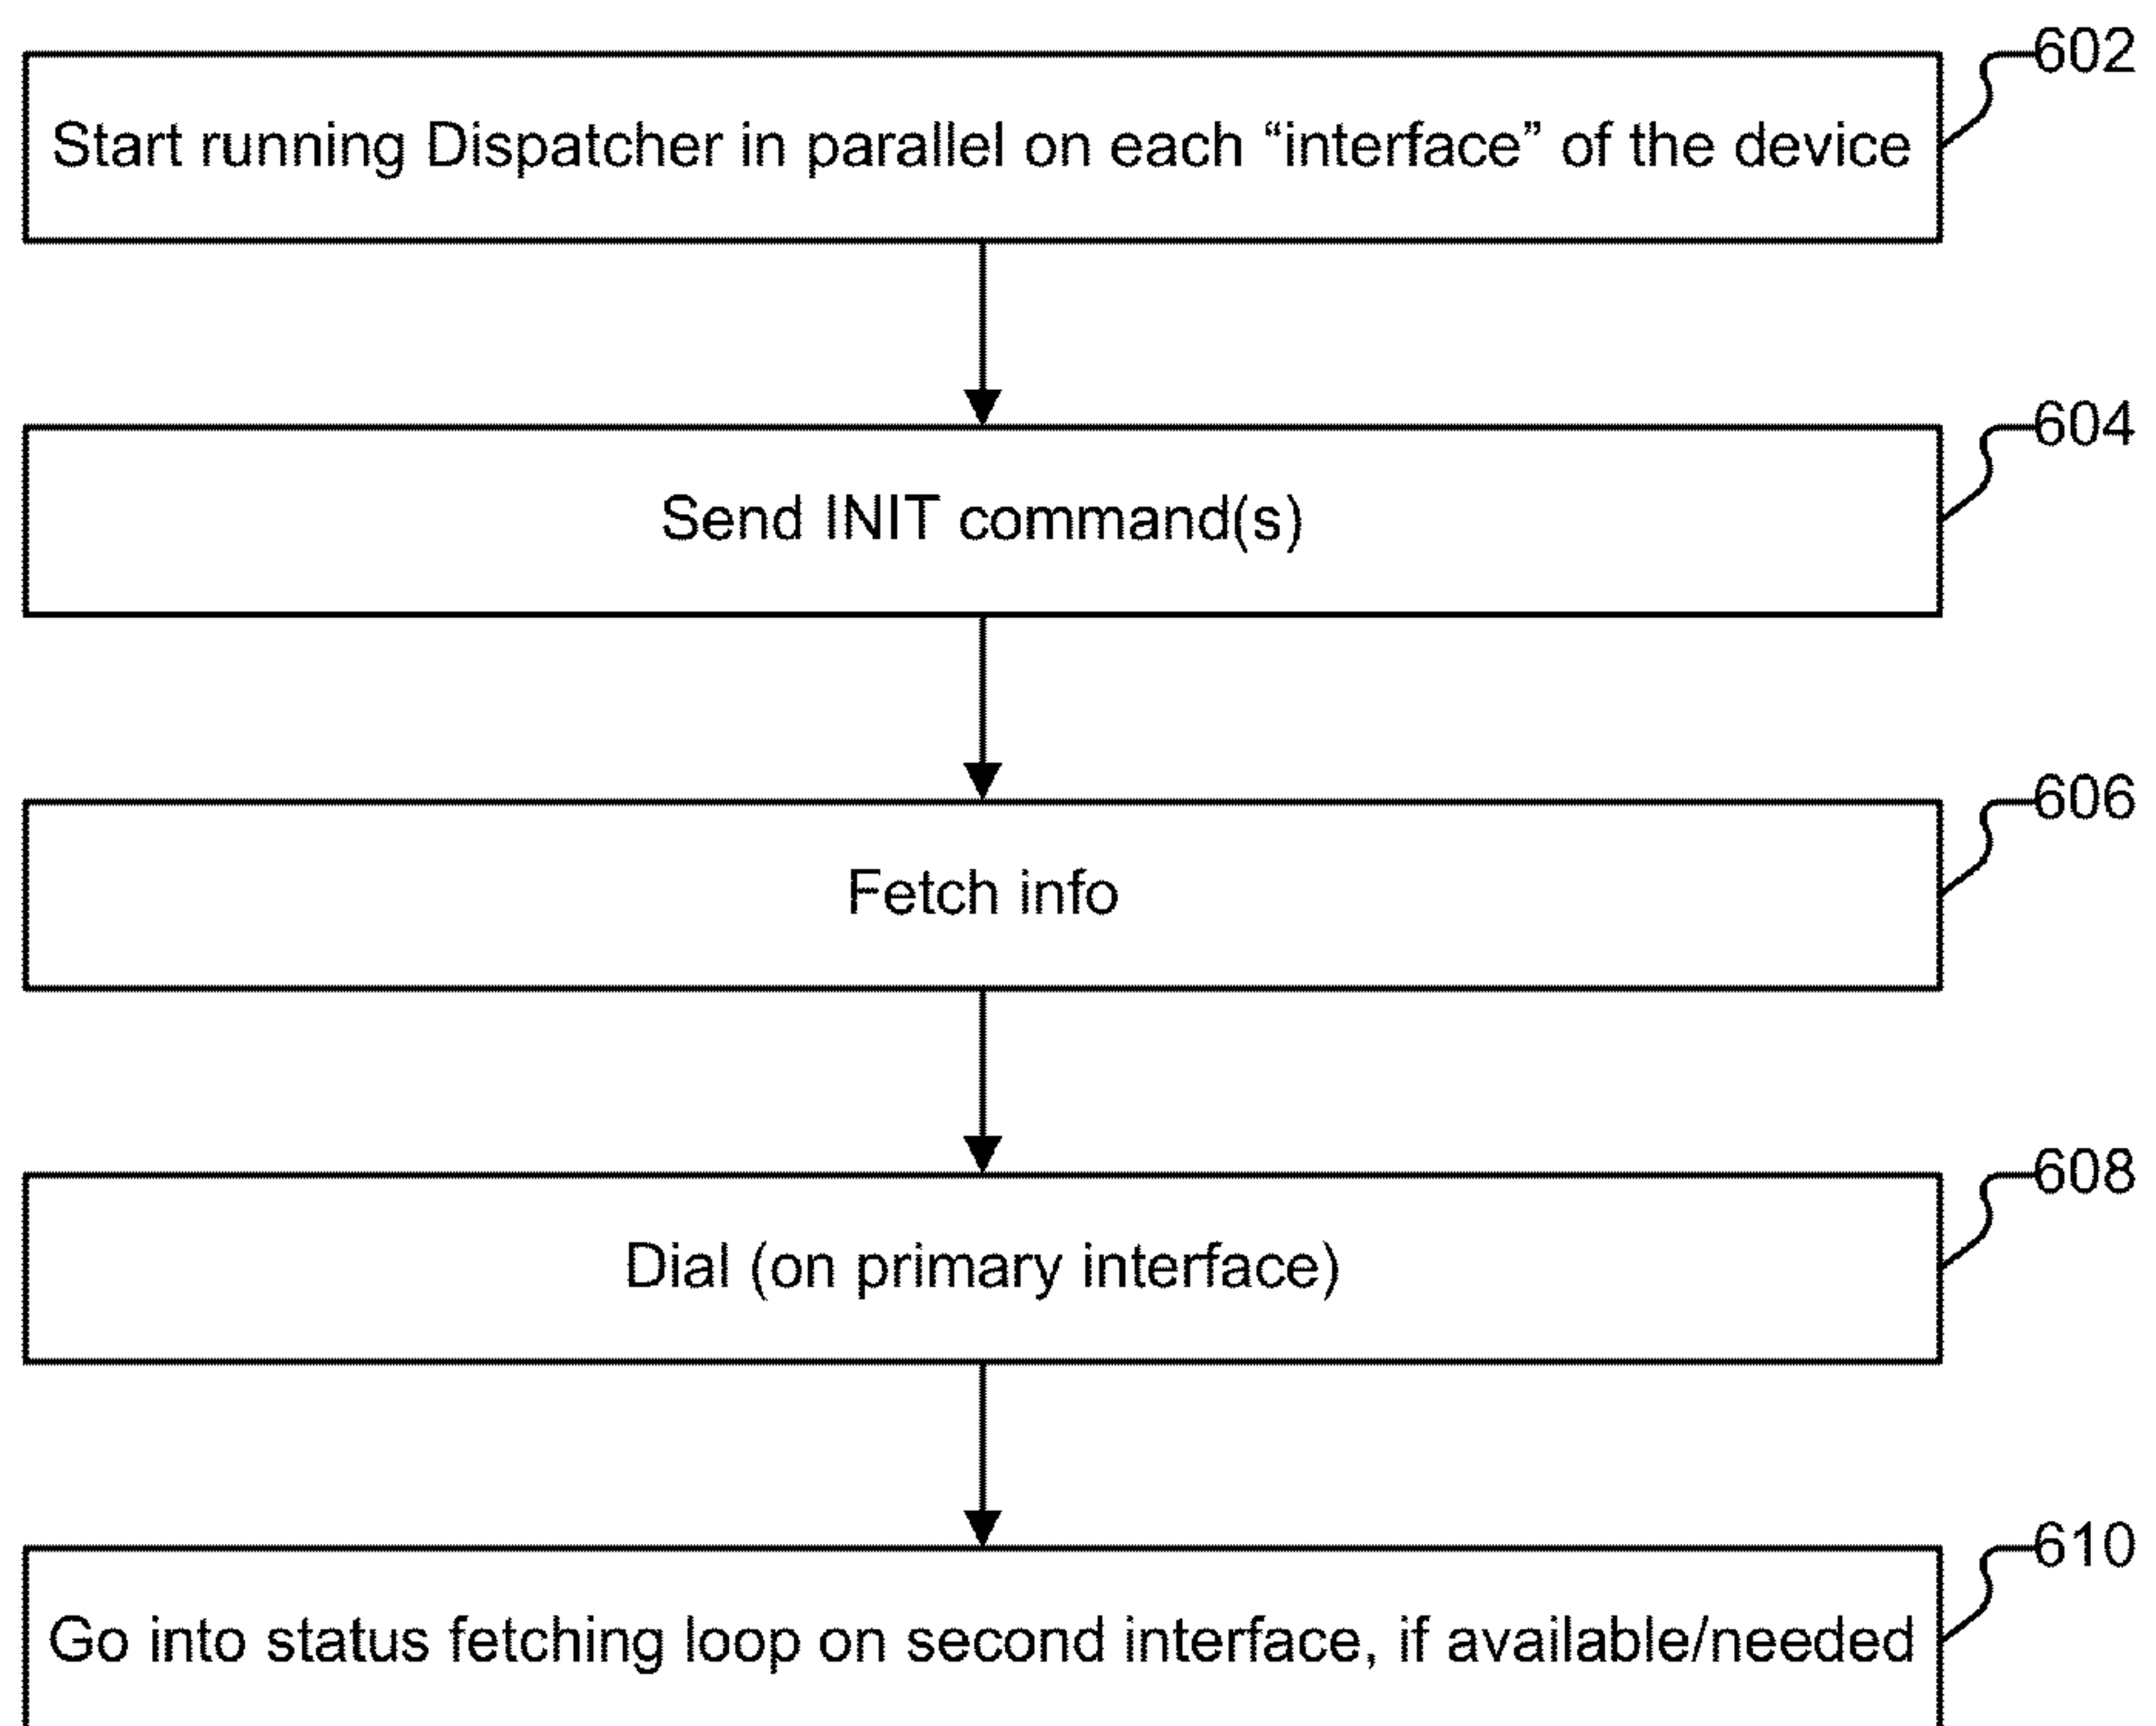 602
Start running Dispatcher in parallel on each “interface” of the device
604
Send INIT command(s)
606
Fetch info
608
Dial (on primary interface)
610
Go into status fetching loop on second interface, if available/needed